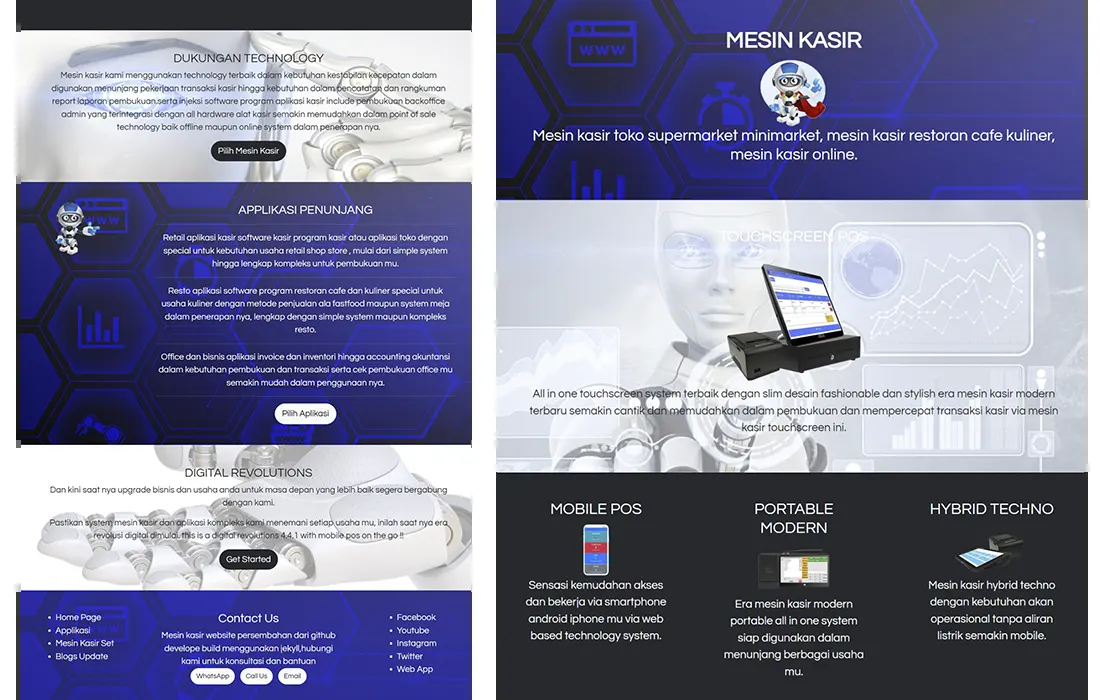 DUKUNGAN TECHNOLOGY
Mesin kasir kami menggunakan technology terbaik dalam kebutuhan kestabilan kecepatan dalam
digunakan menunjang pekerjaan transaksi kasir hingga kebutuhan dalam pencatatan dan rangkuman
report laporan pembukuan.serta injeksi software program aplikasi kasir include pembukuan backoffice
admin yang terintegrasi dengan all hardware alat kasir semakin memudahkan dalam point of sale
technology baik offline maupun online system dalam penerapan nya.
Pilih Mesin Kasir
WWW
APPLIKASI PENUNJANG
Retail aplikasi kasir software kasir program kasir atau aplikasi toko dengan
special untuk kebutuhan usaha retail shop store , mulai dari simple system
hingga lengkap kompleks untuk pembukuan mu.
Resto aplikasi software program restoran cafe dan kuliner special untuk
usaha kuliner dengan metode penjualan ala fastfood maupun system meja
dalam penerapan nya, lengkap dengan simple system maupun kompleks
resto.
Office dan bisnis aplikasi invoice dan inventori hingga accounting akuntansi
dalam kebutuhan pembukuan dan transaksi serta cek pembukuan office mu
semakin mudah dalam penggunaan nya.
Pilih Aplikasi
DIGITAL REVOLUTIONS
Dan kini saat nya upgrade bisnis dan usaha anda untuk masa depan yang lebih baik segera bergabung
dengan kami.
Pastikan system mesin kasir dan aplikasi kompleks kami menemani setiap usaha mu, inilah saat nya era
revolusi digital dimulai. this is a digital revolutions 4.4.1 with mobile pos on the go !!
Get Started
Home Page
Applikasi
Mesin Kasir Set
Blogs Update
Contact Us
Mesin kasir website persembahan dari github
develope build menggunakan jekyll,hubungi
kami untuk konsultasi dan bantuan
WhatsApp
Call Us
Email
Facebook
Youtube
Instagram
Twitter
Web App
WWW
MESIN KASIR
Mesin kasir toko supermarket minimarket, mesin kasir restoran cafe kuliner,
mesin kasir online.
TOUCHSCREEN POS
All in one touchscreen system terbaik dengan slim desain fashionable dan stylish era mesin kasir modern
terbaru semakin cantik dan memudahkan dalam pembukuan dan mempercepat transaksi kasir via mesin
kasir touchscreen ini.
MOBILE POS
Sensasi kemudahan akses
dan bekerja via smartphone
android iphone mu via web
based technology system.
PORTABLE
MODERN
Era mesin kasir modern
portable all in one system
siap digunakan dalam
menunjang berbagai usaha
mu.
HYBRID TECHNO
Mesin kasir hybrid techno
dengan kebutuhan akan
operasional tanpa aliran
listrik semakin mobile.